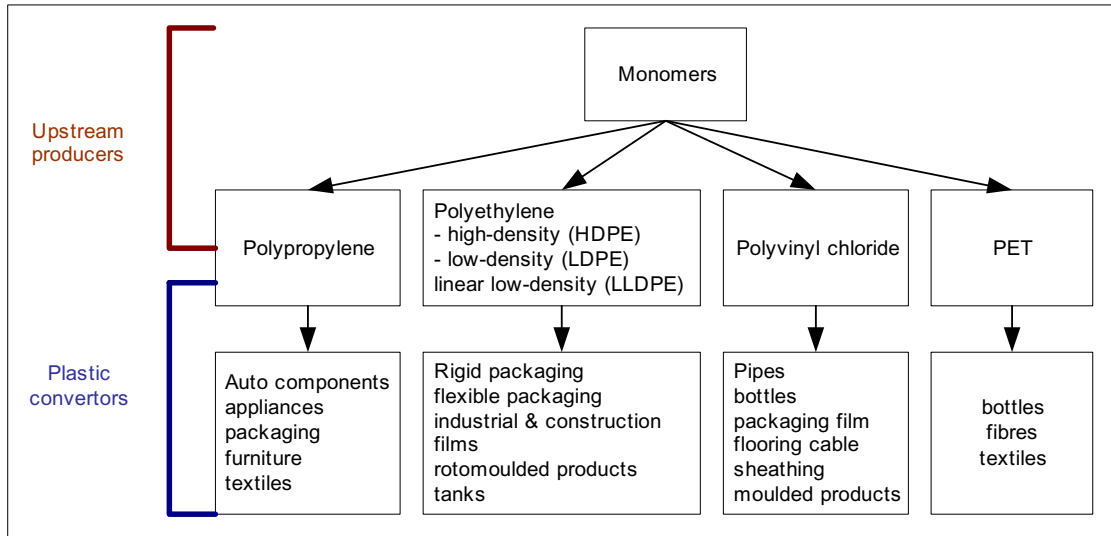 Monomers
Upstream
producers
Polypropylene
Polyethylene
- high-density (HDPE)
- low-density (LDPE)
linear low-density (LLDPE)
Polyvinyl chloride
PET
Plastic
convertors
Auto components
appliances
packaging
furniture
textiles
Rigid packaging
flexible packaging
industrial & construction
films
rotomoulded products
tanks
Pipes
bottles
packaging film
flooring cable
sheathing
moulded products
bottles
fibres
textiles